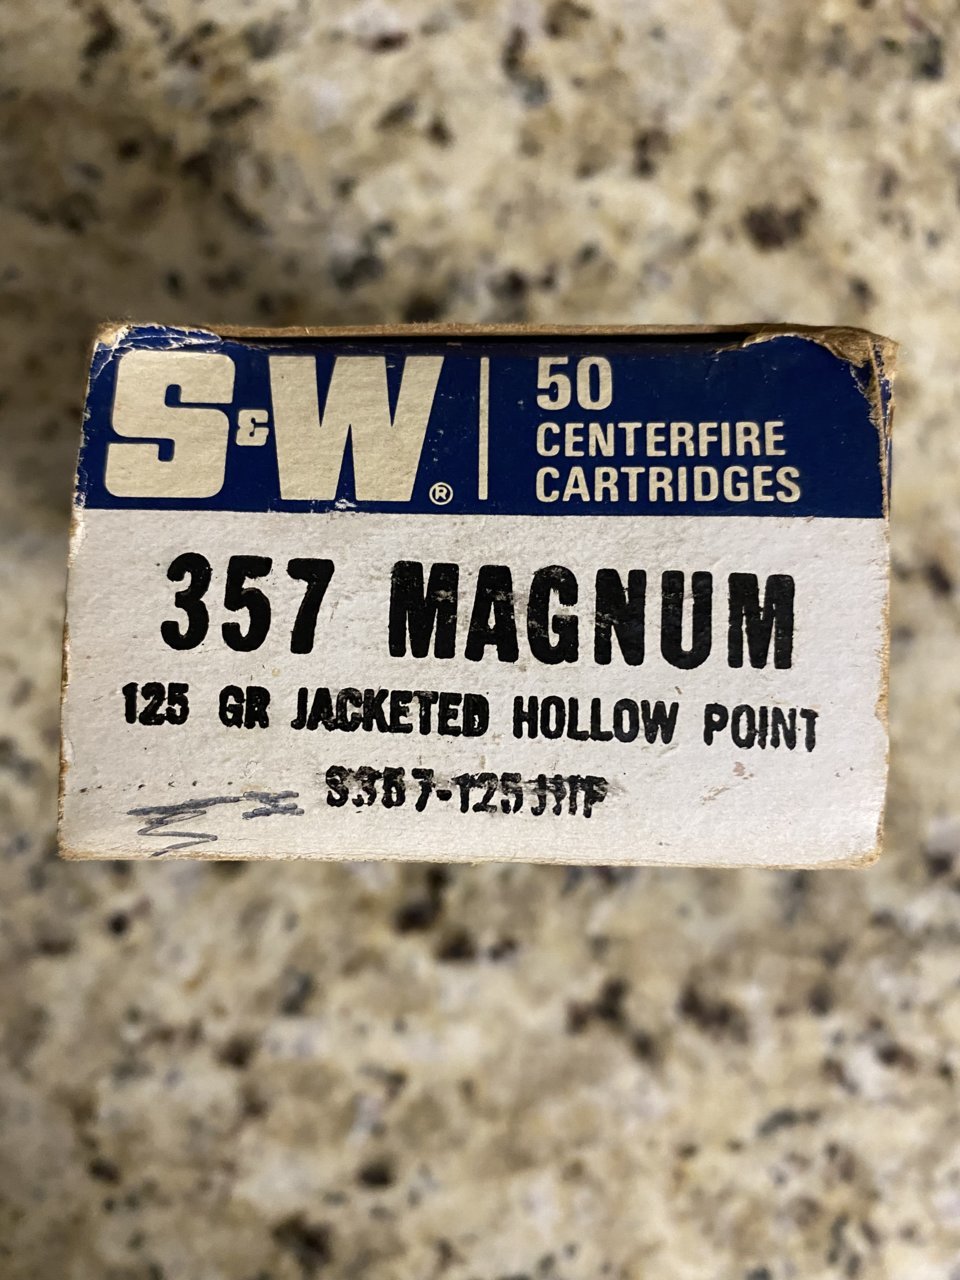 S&W® 50
CENTERFIRE
CARTRIDGES
357 MAGNUM
125 GR JACKETED HOLLOW POINT
S357-125JHP